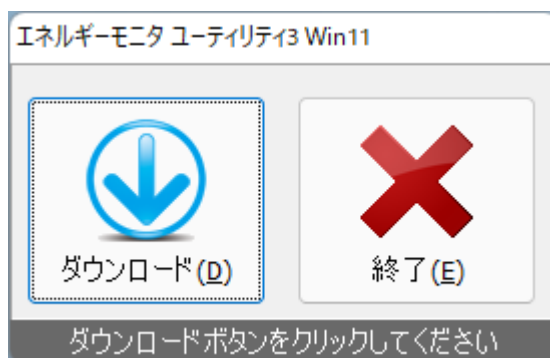 エネルギーモニタ ユーティリティ3 Win11
ダウンロード(D) 終了(E)
ダウンロードボタンをクリックしてください